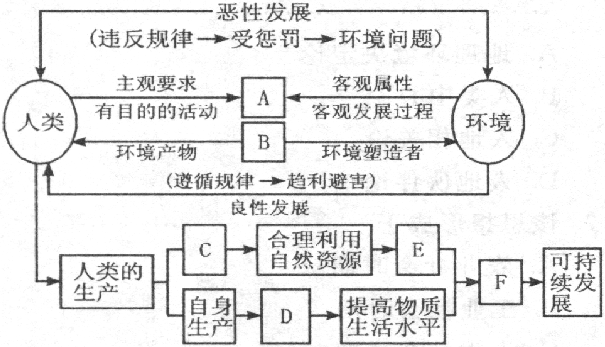 恶性发展
(违反规律→受惩罚→环境问题)
主观要求
A
客观属性
人类
有目的的活动
客观发展过程
环境
B
环境产物
环境塑造者
(遵循规律→趋利避害)
良性发展
C
合理利用
自然资源
E
人类的
生产
F
可持
续发
展
自身
生产
D
提高物质
生活水平